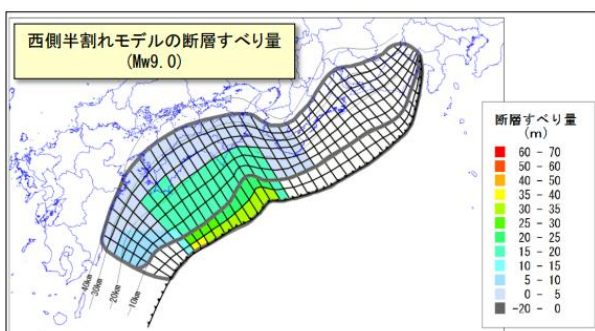 西側半割れモデルの断層すべり量
(Mw9.0)
断層すべり量
(m)
60 - 70
50 - 60
40 - 50
35 - 40
30 - 35
25 - 30
20 - 25
15 - 20
10 - 15
5 - 10
0 - 5
-20 - 0
40km
30km
20km
10km